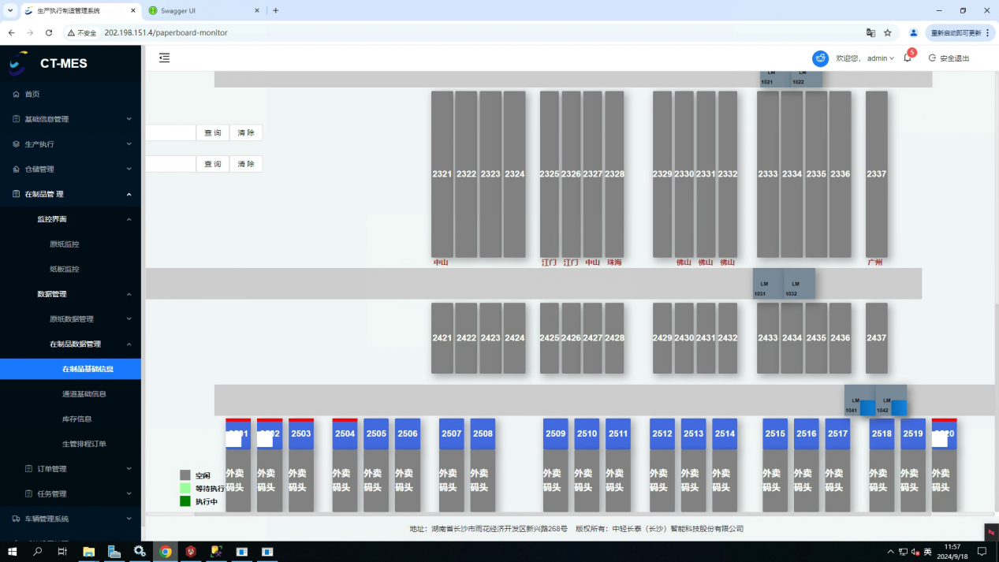 生产执行制造管理系统
Swagger UI
不安全
202.198.151.4/paperboard-monitor
重新启动即可更新
CT-MES
欢迎您， admin
5
安全退出
首页
基础信息管理
生产执行
仓储管理
在制品管 理
监控界面
原纸监控
纸板监控
数据管理
原纸数据管理
在制品数据管理
在制品基础信息
通道基础信息
库存信息
生管排程订单
订单管理
任务管理
车辆管理系统
LM LM
1021 1022
查 询 清 除
查 询 清 除
2321 2322 2323 2324 2325 2326 2327 2328 2329 2330 2331 2332 2333 2334 2335 2336 2337
中山 江门 江门 中山 珠海 佛山 佛山 佛山 广州
LM LM
1031 1032
2421 2422 2423 2424 2425 2426 2427 2428 2429 2430 2431 2432 2433 2434 2435 2436 2437
LM LM
1041 1042
2503 2504 2505 2506 2507 2508 2509 2510 2511 2512 2513 2514 2515 2516 2517 2518 2519
外卖 外卖 外卖 外卖 外卖 外卖 外卖 外卖 外卖 外卖 外卖 外卖 外卖 外卖 外卖 外卖 外卖 外卖 外卖 外卖
码头 码头 码头 码头 码头 码头 码头 码头 码头 码头 码头 码头 码头 码头 码头 码头 码头 码头 码头 码头
空闲
等待执行
执行中
地址：湖南省长沙市雨花经济开发区新兴路268号 版权所有：中轻长泰（长沙）智能科技股份有限公司
英
11:57
2024/9/18